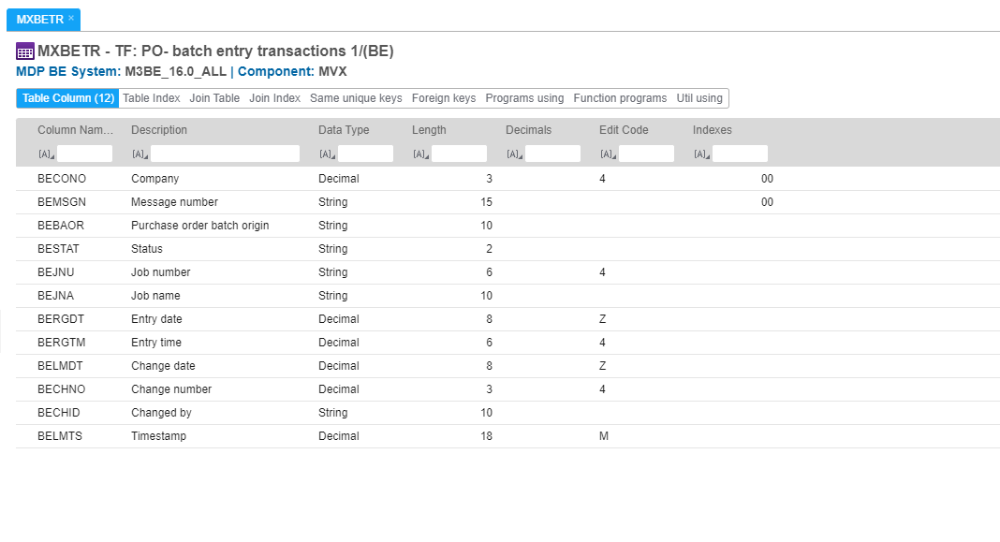 MXBETR ×
MXBETR - TF: PO- batch entry transactions 1/(BE)
MDP BE System: M3BE_16.0_ALL | Component: MVX
Table Column (12) Table Index Join Table Join Index Same unique keys Foreign keys Programs using Function programs Util using
Column Nam... Description Data Type Length Decimals Edit Code Indexes
[A] [A] [A] [A] [A] [A] [A]
BECONO Company Decimal 3 4 00
BEMSGN Message number String 15 00
BEBAOR Purchase order batch origin String 10
BESTAT Status String 2
BEJNU Job number String 6 4
BEJNA Job name String 10
BERGDT Entry date Decimal 8 Z
BERGTM Entry time Decimal 6 4
BELMDT Change date Decimal 8 Z
BECHNO Change number Decimal 3 4
BECHID Changed by String 10
BELMTS Timestamp Decimal 18 M